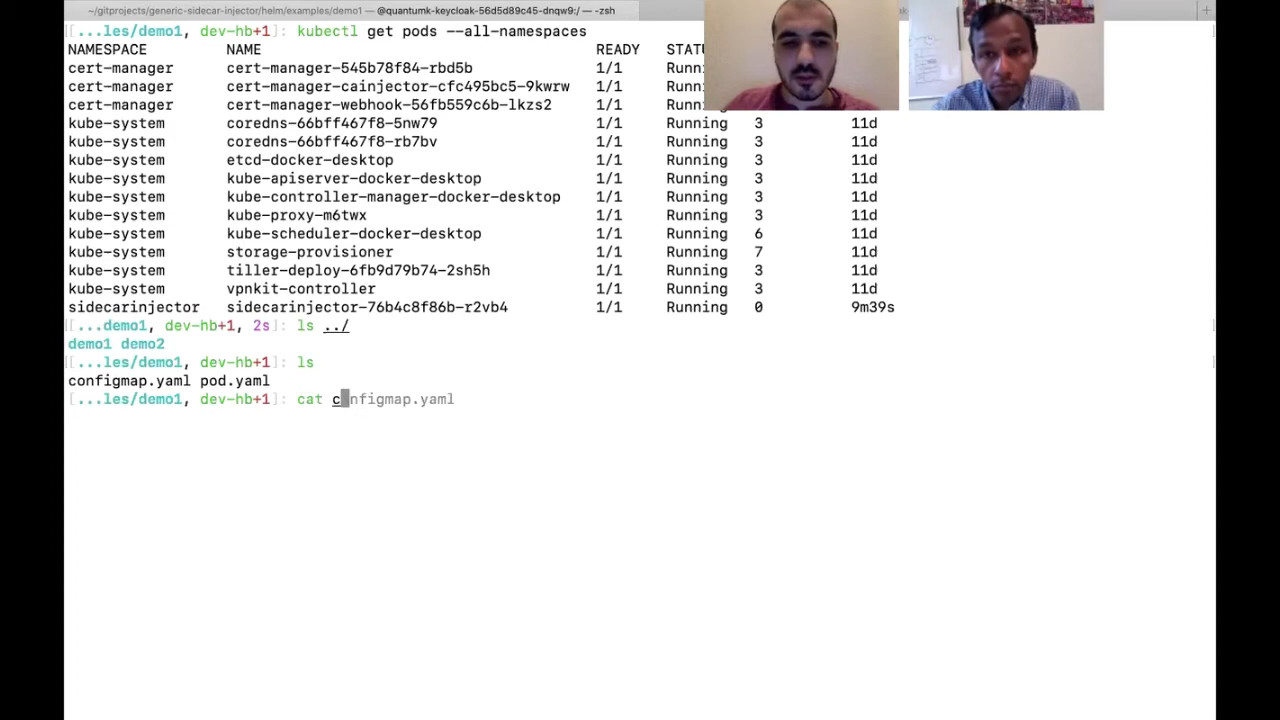 ~/gitprojects/generic-sidecar-injector/helm/examples/demo1 — @quantumk-keycloak-56d5d89c45-dnqw9:/ — -zsh
[...les/demo1, dev-hb+1]: kubectl get pods --all-namespaces
NAMESPACE NAME READY STATU
cert-manager cert-manager-545b78f84-rbd5b 1/1 Runni
cert-manager cert-manager-cainjector-cfc495bc5-9kwrw 1/1 Runni
cert-manager cert-manager-webhook-56fb559c6b-lkzs2 1/1 Runni
kube-system coredns-66bff467f8-5nw79 1/1 Running 3 11d
kube-system coredns-66bff467f8-rb7bv 1/1 Running 3 11d
kube-system etcd-docker-desktop 1/1 Running 3 11d
kube-system kube-apiserver-docker-desktop 1/1 Running 3 11d
kube-system kube-controller-manager-docker-desktop 1/1 Running 3 11d
kube-system kube-proxy-m6twx 1/1 Running 3 11d
kube-system kube-scheduler-docker-desktop 1/1 Running 6 11d
kube-system storage-provisioner 1/1 Running 7 11d
kube-system tiller-deploy-6fb9d79b74-2sh5h 1/1 Running 3 11d
kube-system vpnkit-controller 1/1 Running 3 11d
sidecarinjector sidecarinjector-76b4c8f86b-r2vb4 1/1 Running 0 9m39s
[...demo1, dev-hb+1, 2s]: ls ../
demo1 demo2
[...les/demo1, dev-hb+1]: ls
configmap.yaml pod.yaml
[...les/demo1, dev-hb+1]: cat configmap.yaml